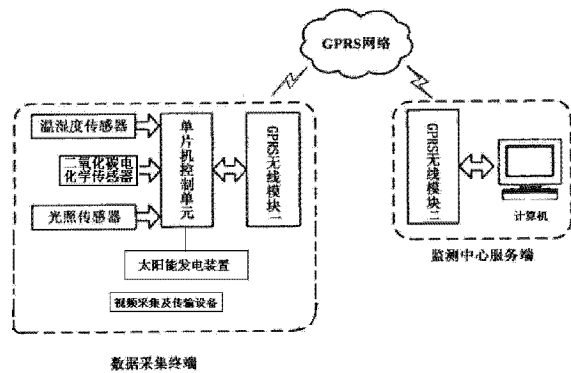 GPRS网络
温湿度传感器
二氧化碳电
化学传感器
光照传感器
单片机控制单元
GPRS无线模块一
太阳能发电装置
视频采集及传输设备
数据采集终端
GPRS无线模块二
计算机
监测中心服务端